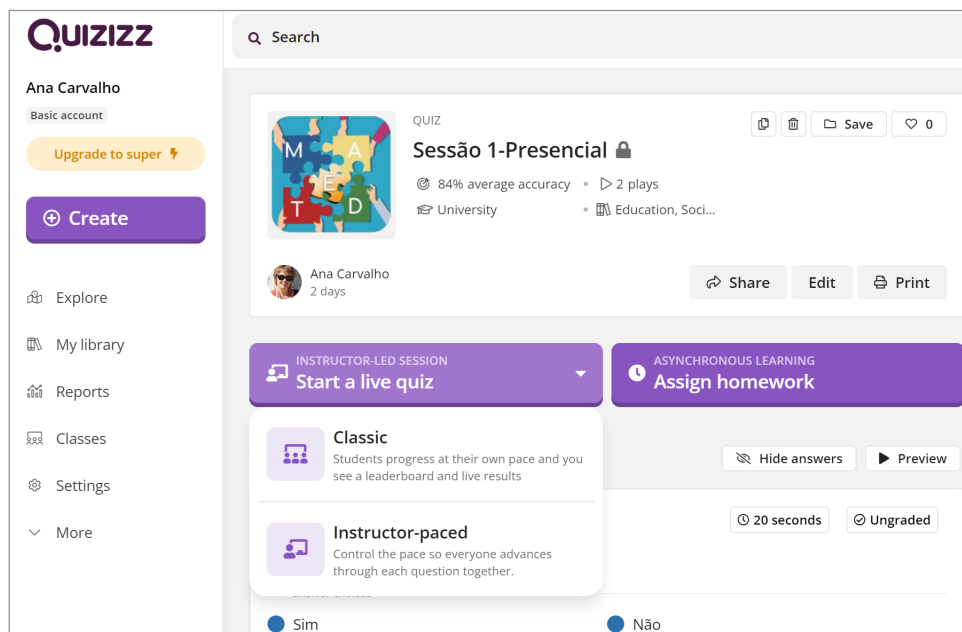 Quizizz
Search
Ana Carvalho
Basic account
Upgrade to super
Create
Explore
My library
Reports
Classes
Settings
More
M A E T D
QUIZ
Sessão 1-Presencial
84% average accuracy • 2 plays
University • Education, Soci...
Save
0
Ana Carvalho
2 days
Share
Edit
Print
INSTRUCTOR-LED SESSION
Start a live quiz
ASYNCHRONOUS LEARNING
Assign homework
Classic
Students progress at their own pace and you
see a leaderboard and live results
Instructor-paced
Control the pace so everyone advances
through each question together.
Hide answers
Preview
20 seconds
Ungraded
Sim
Não